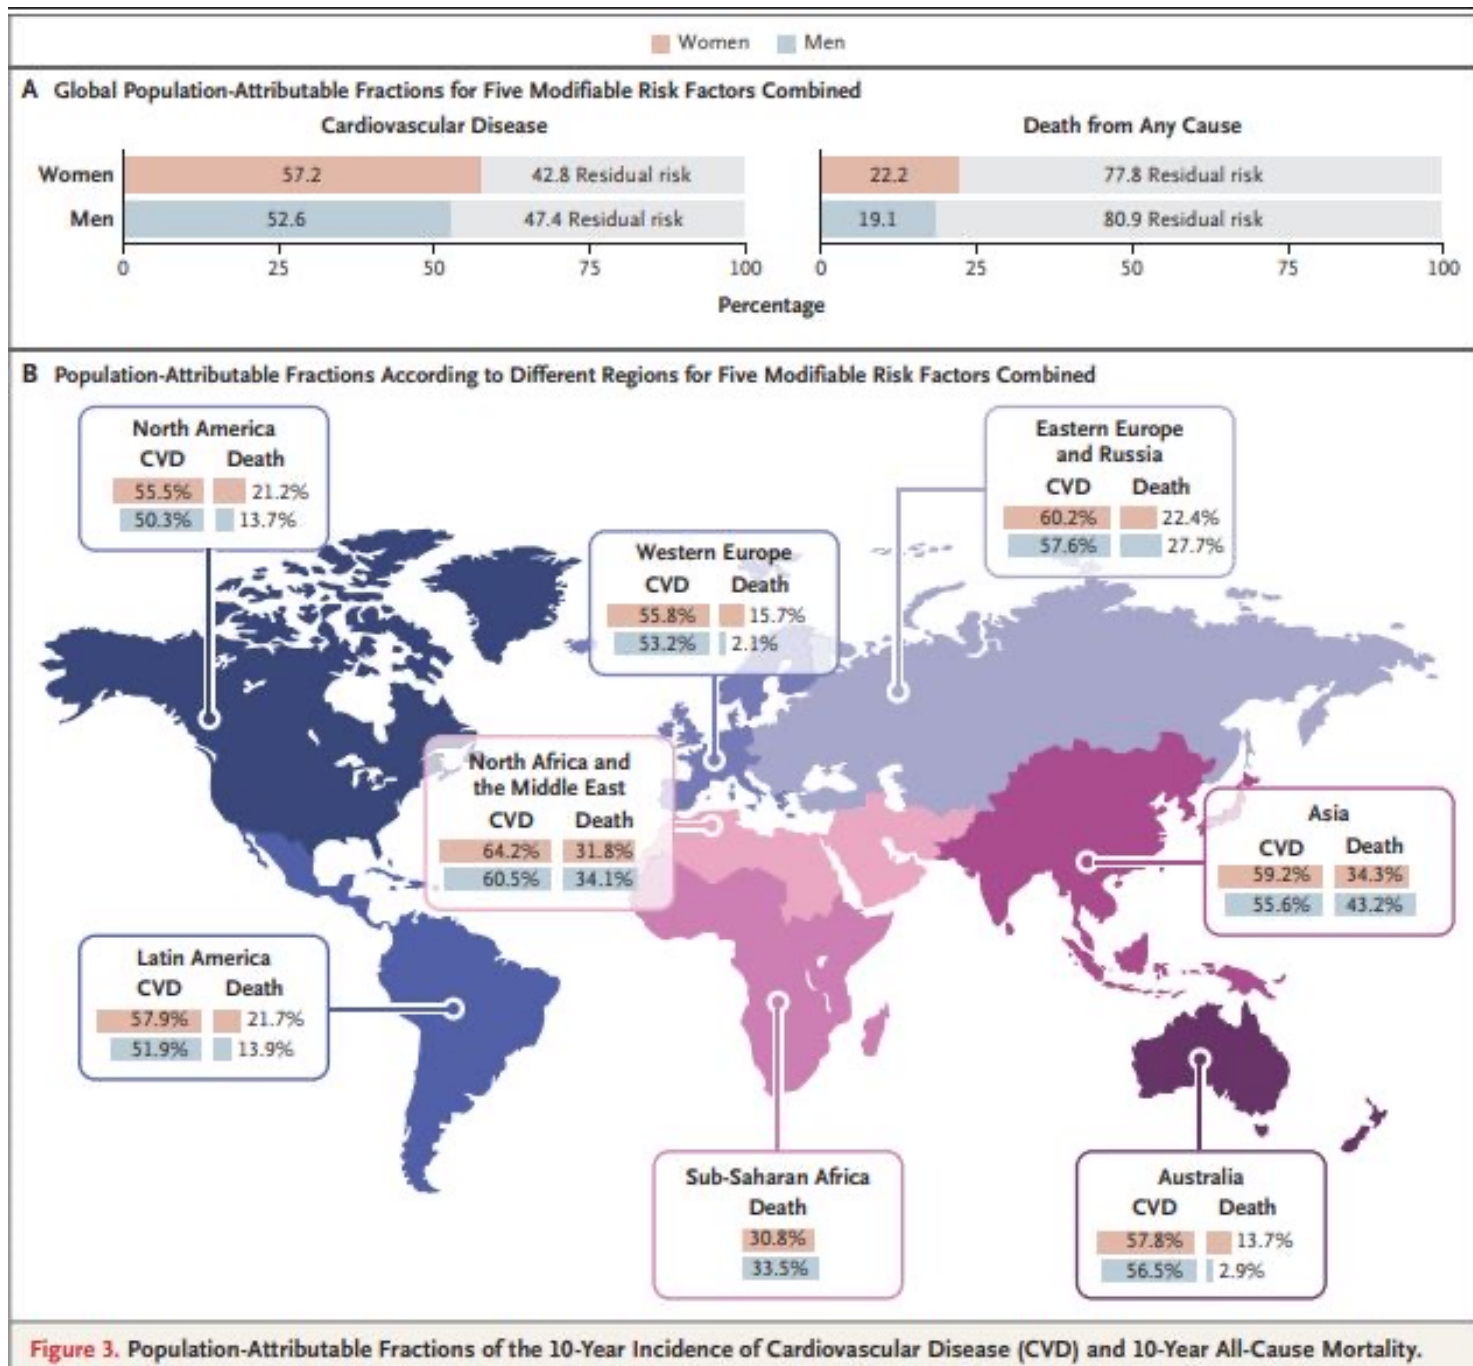 Women Men
A Global Population-Attributable Fractions for Five Modifiable Risk Factors Combined
Cardiovascular Disease
Women 57.2 42.8 Residual risk
Men 52.6 47.4 Residual risk
0 25 50 75 100
Death from Any Cause
22.2 77.8 Residual risk
19.1 80.9 Residual risk
0 25 50 75 100
Percentage
B Population-Attributable Fractions According to Different Regions for Five Modifiable Risk Factors Combined
North America
CVD Death
55.5% 21.2%
50.3% 13.7%
Eastern Europe
and Russia
CVD Death
60.2% 22.4%
57.6% 27.7%
Western Europe
CVD Death
55.8% 15.7%
53.2% 2.1%
North Africa and
the Middle East
CVD Death
64.2% 31.8%
60.5% 34.1%
Asia
CVD Death
59.2% 34.3%
55.6% 43.2%
Latin America
CVD Death
57.9% 21.7%
51.9% 13.9%
Sub-Saharan Africa
Death
30.8%
33.5%
Australia
CVD Death
57.8% 13.7%
56.5% 2.9%
Figure 3. Population-Attributable Fractions of the 10-Year Incidence of Cardiovascular Disease (CVD) and 10-Year All-Cause Mortality.